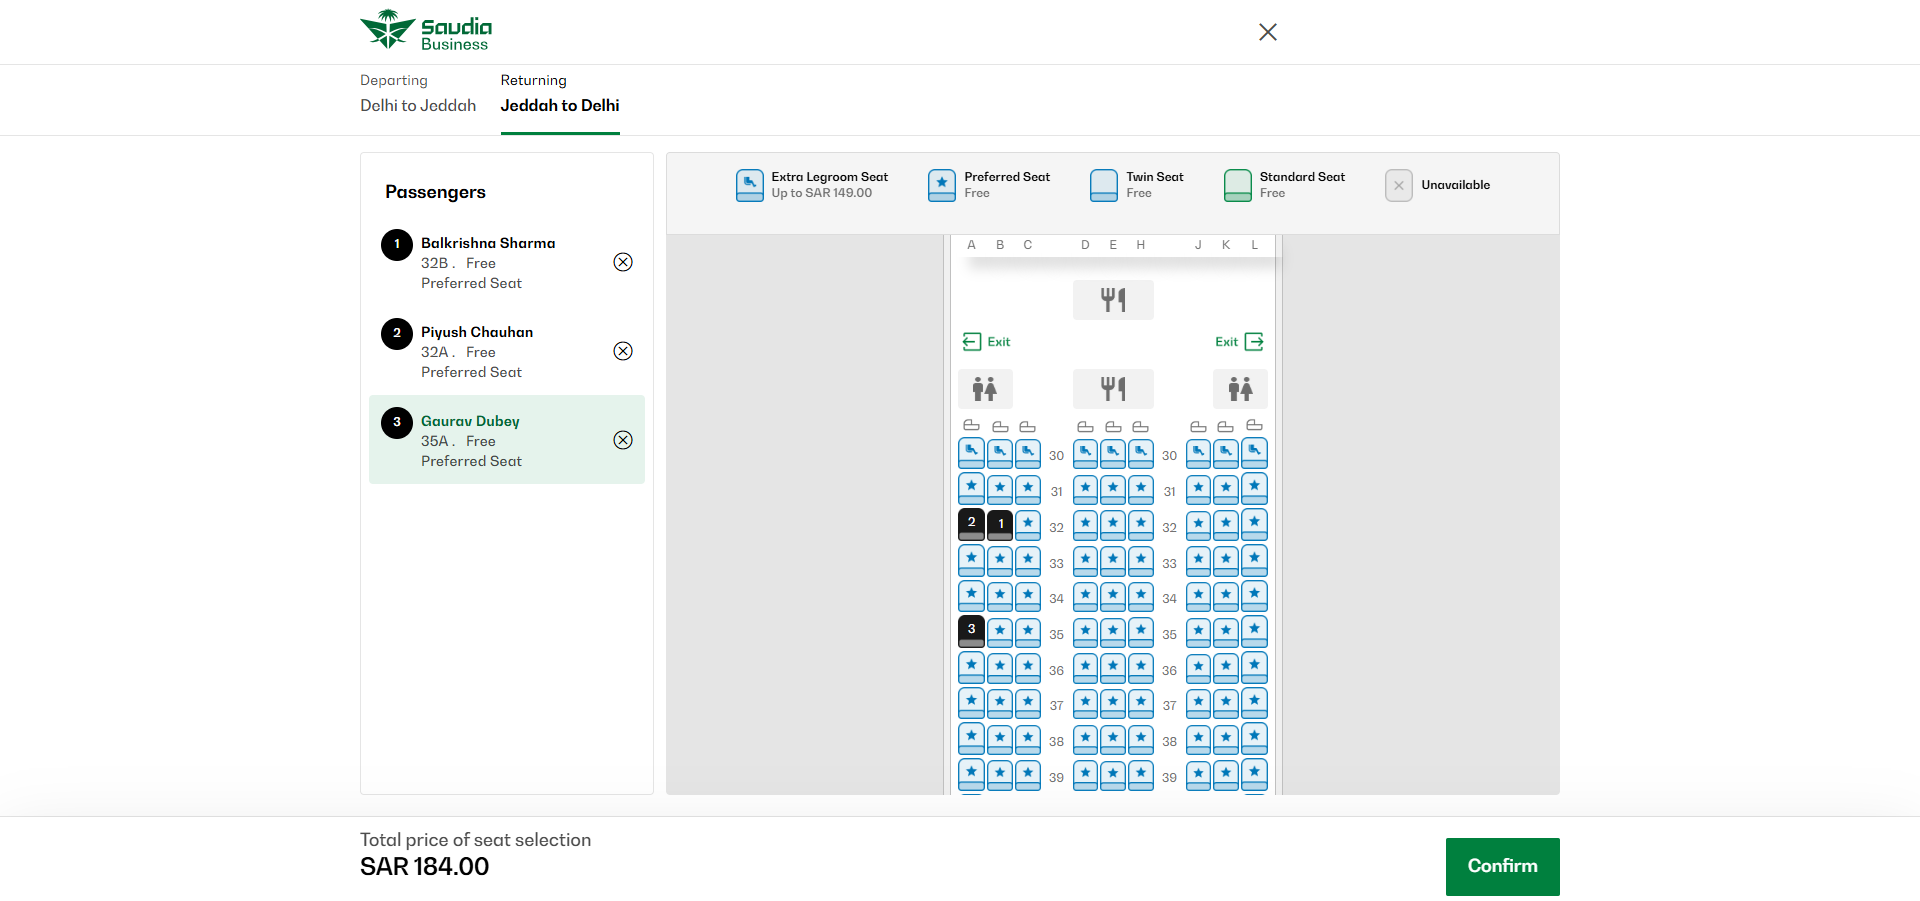 Saudia
Business
Departing
Delhi to Jeddah
Returning
Jeddah to Delhi
Passengers
1
Balkrishna Sharma
32B . Free
Preferred Seat
2
Piyush Chauhan
32A . Free
Preferred Seat
3
Gaurav Dubey
35A . Free
Preferred Seat
Extra Legroom Seat
Up to SAR 149.00
Preferred Seat
Free
Twin Seat
Free
Standard Seat
Free
Unavailable
A B C D E H J K L
Exit Exit
30 30
31 31
2 1 32 32
33 33
34 34
3 35 35
36 36
37 37
38 38
39 39
Total price of seat selection
SAR 184.00
Confirm